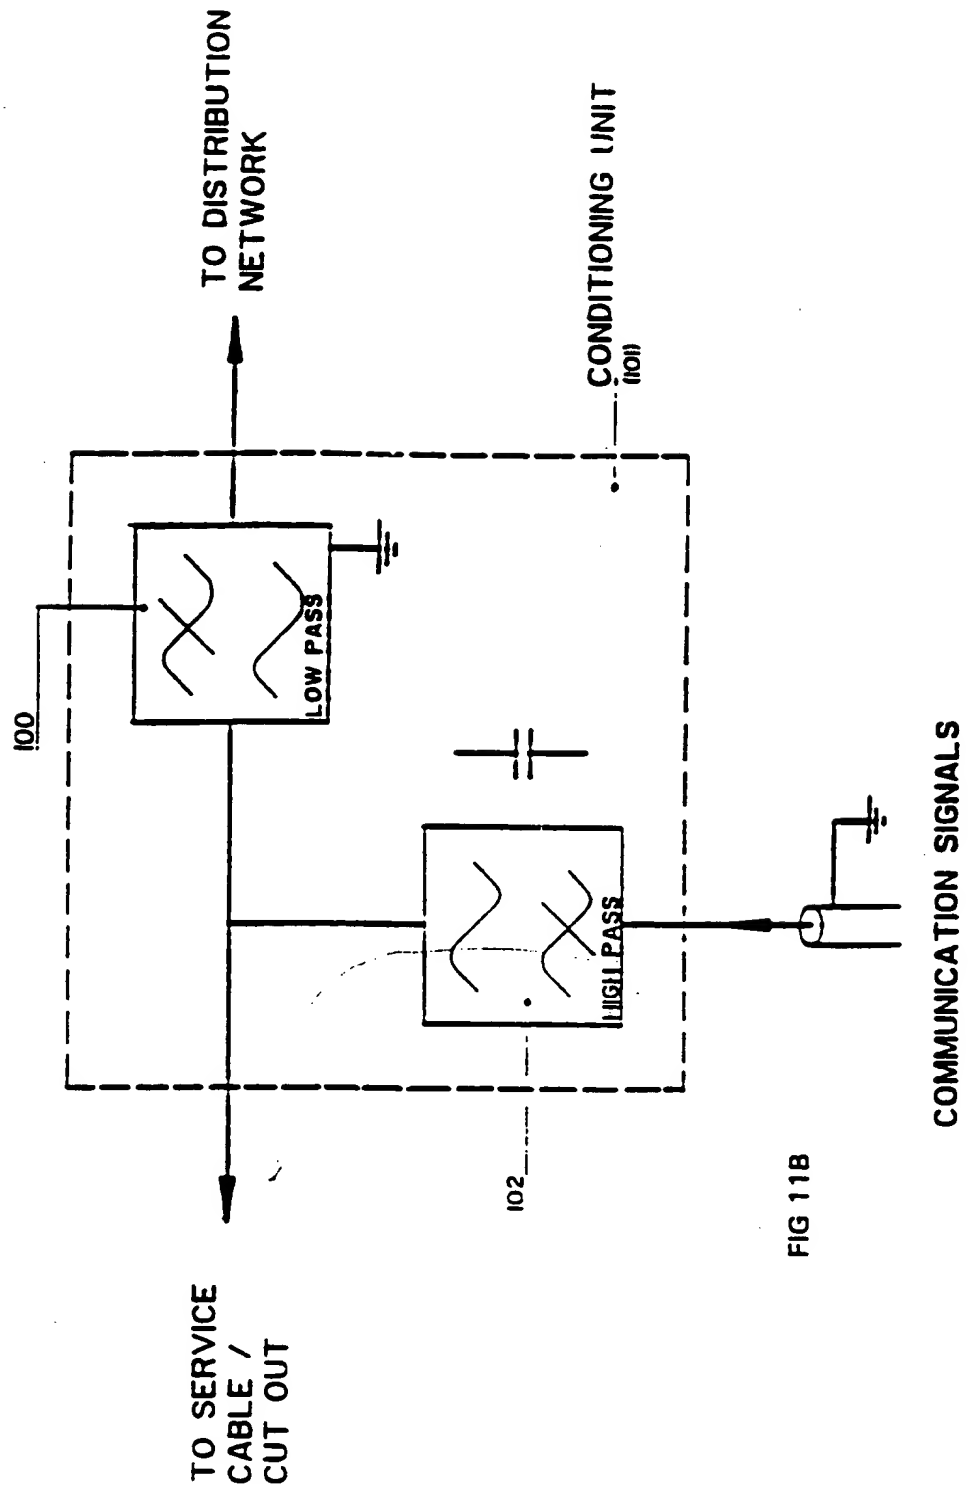 TO DISTRIBUTION
NETWORK
CONDITIONING UNIT
(101)
100
LOW PASS
HIGH PASS
102
TO SERVICE
CABLE /
CUT OUT
COMMUNICATION SIGNALS
FIG 11B